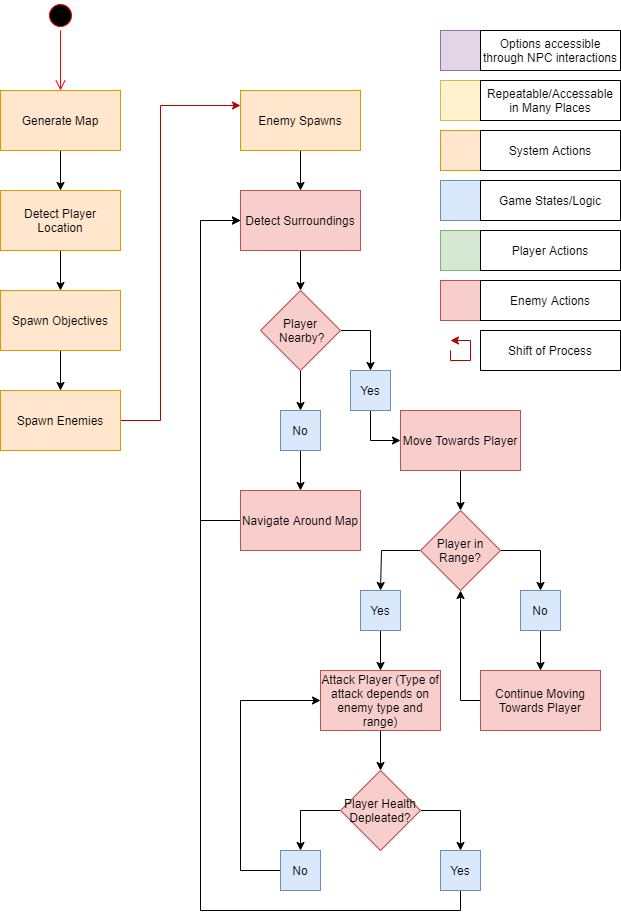 Generate Map
Detect Player
Location
Spawn Objectives
Spawn Enemies
Enemy Spawns
Detect Surroundings
Player
Nearby?
Yes
No
Move Towards Player
Navigate Around Map
Player in
Range?
Yes
No
Attack Player (Type of
attack depends on
enemy type and
range)
Continue Moving
Towards Player
Player Health
Depleated?
No
Yes
Options accessible
through NPC interactions
Repeatable/Accessable
in Many Places
System Actions
Game States/Logic
Player Actions
Enemy Actions
Shift of Process